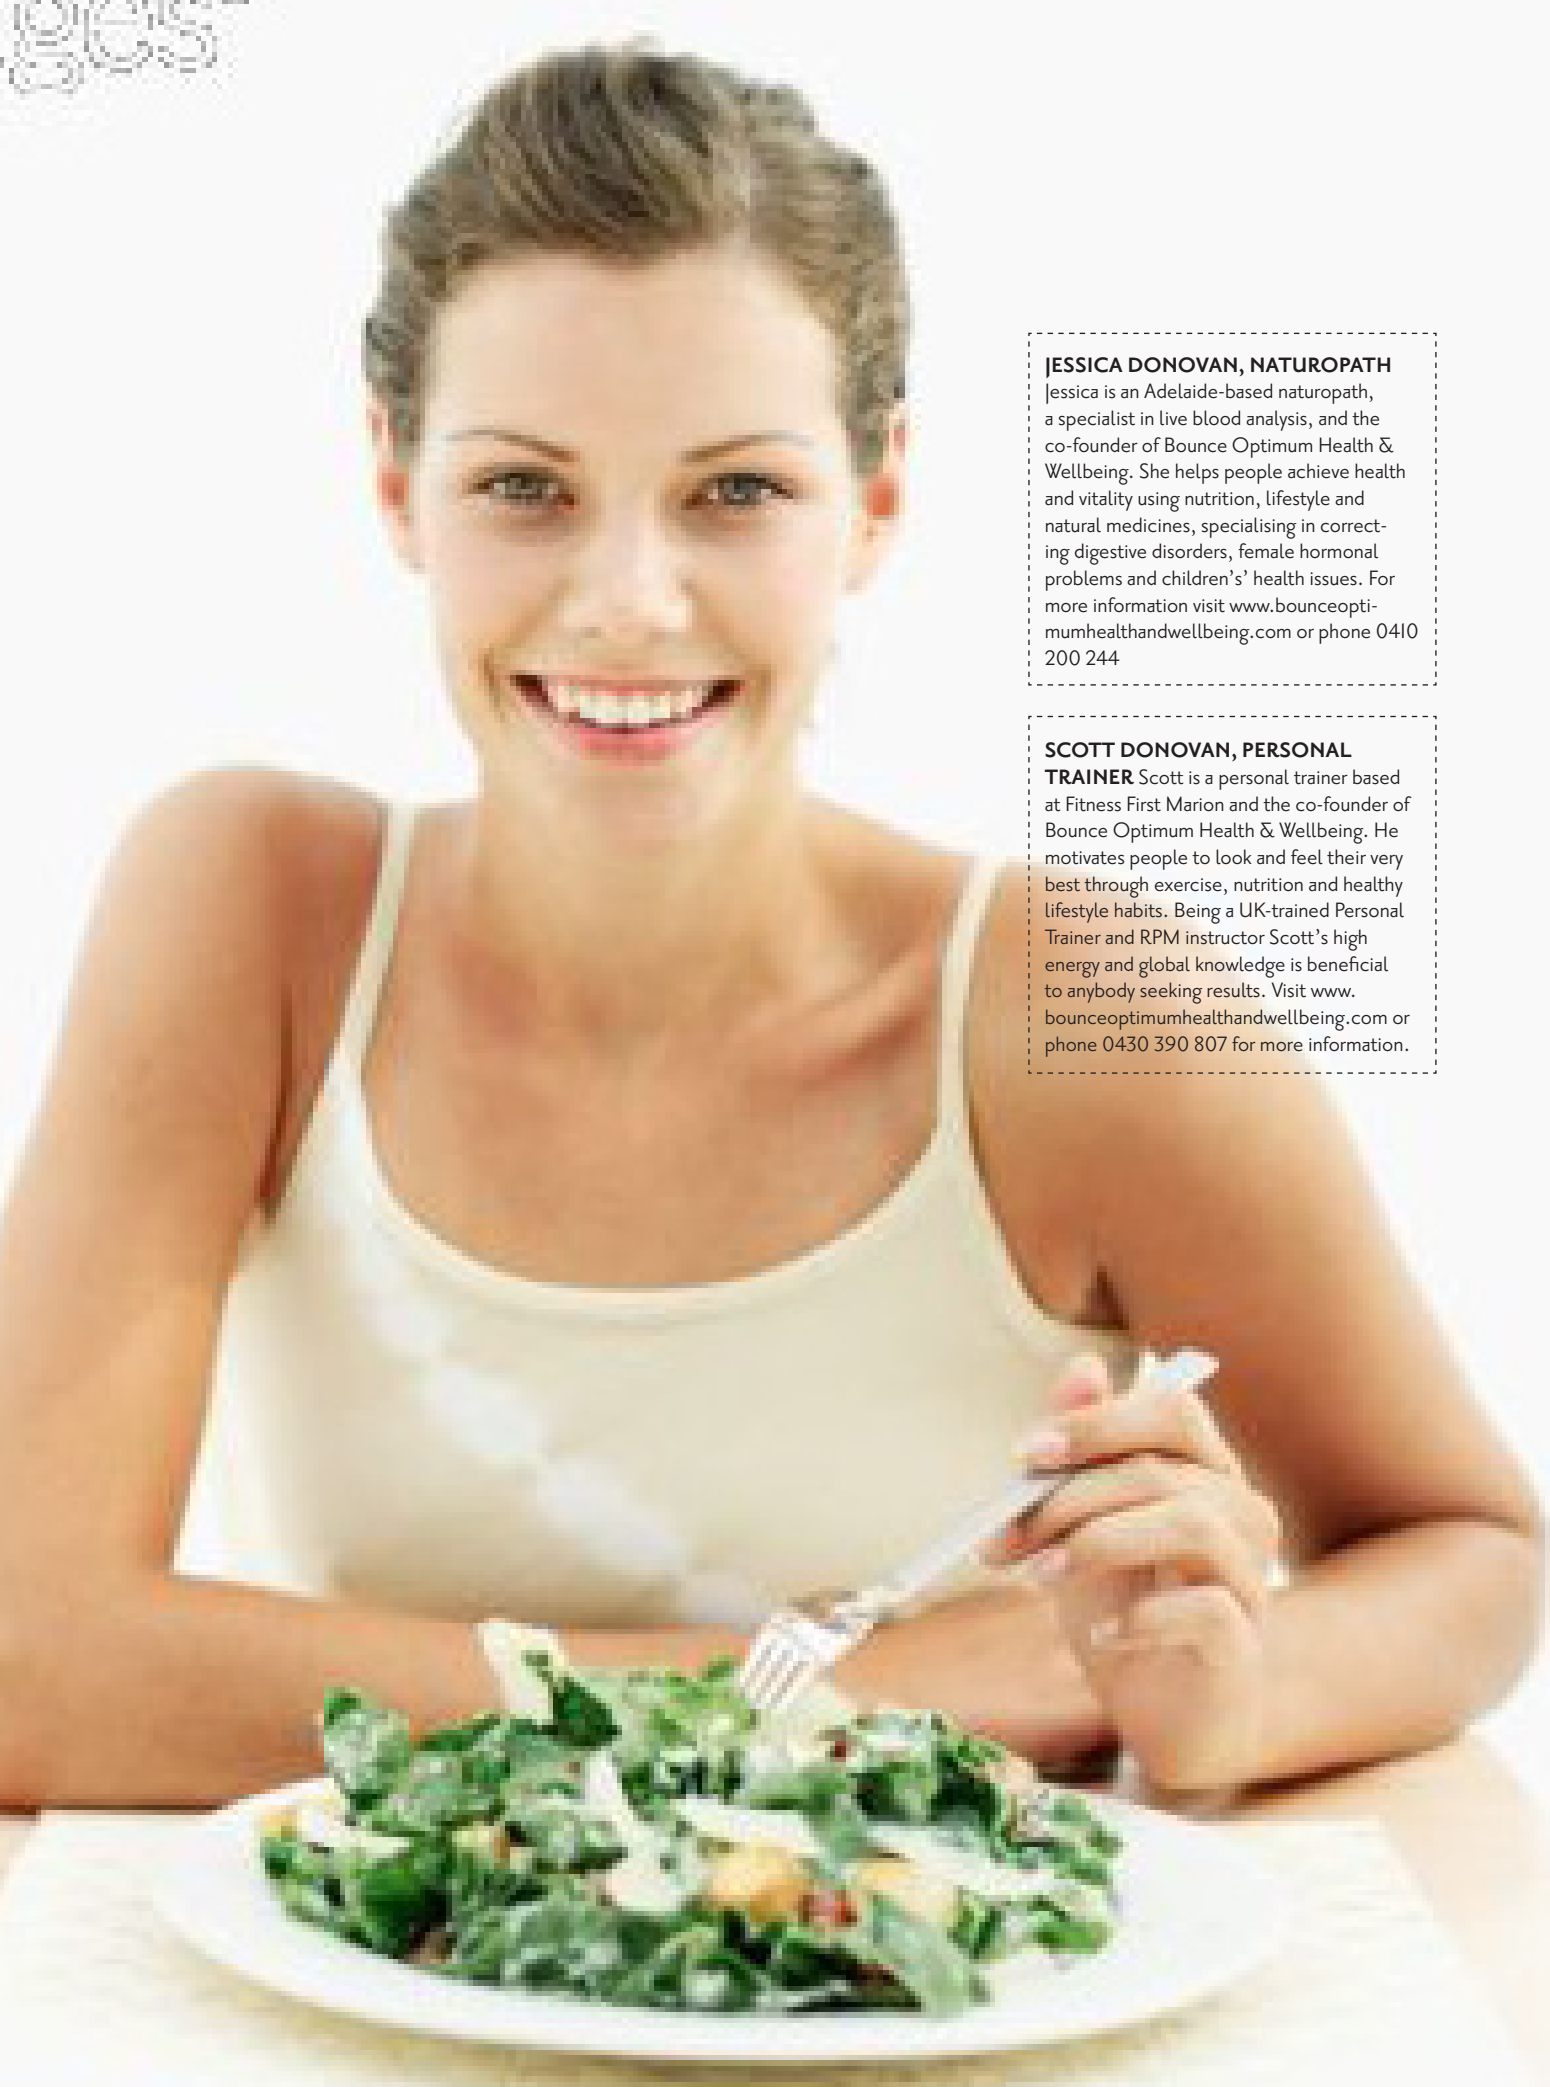 ges
JESSICA DONOVAN, NATUROPATH
Jessica is an Adelaide-based naturopath,
a specialist in live blood analysis, and the
co-founder of Bounce Optimum Health &
Wellbeing. She helps people achieve health
and vitality using nutrition, lifestyle and
natural medicines, specialising in correct-
ing digestive disorders, female hormonal
problems and children's' health issues. For
more information visit www.bounceopti-
mumhealthandwellbeing.com or phone 0410
200 244
SCOTT DONOVAN, PERSONAL
TRAINER Scott is a personal trainer based
at Fitness First Marion and the co-founder of
Bounce Optimum Health & Wellbeing. He
motivates people to look and feel their very
best through exercise, nutrition and healthy
lifestyle habits. Being a UK-trained Personal
Trainer and RPM instructor Scott's high
energy and global knowledge is beneficial
to anybody seeking results. Visit www.
bounceoptimumhealthandwellbeing.com or
phone 0430 390 807 for more information.